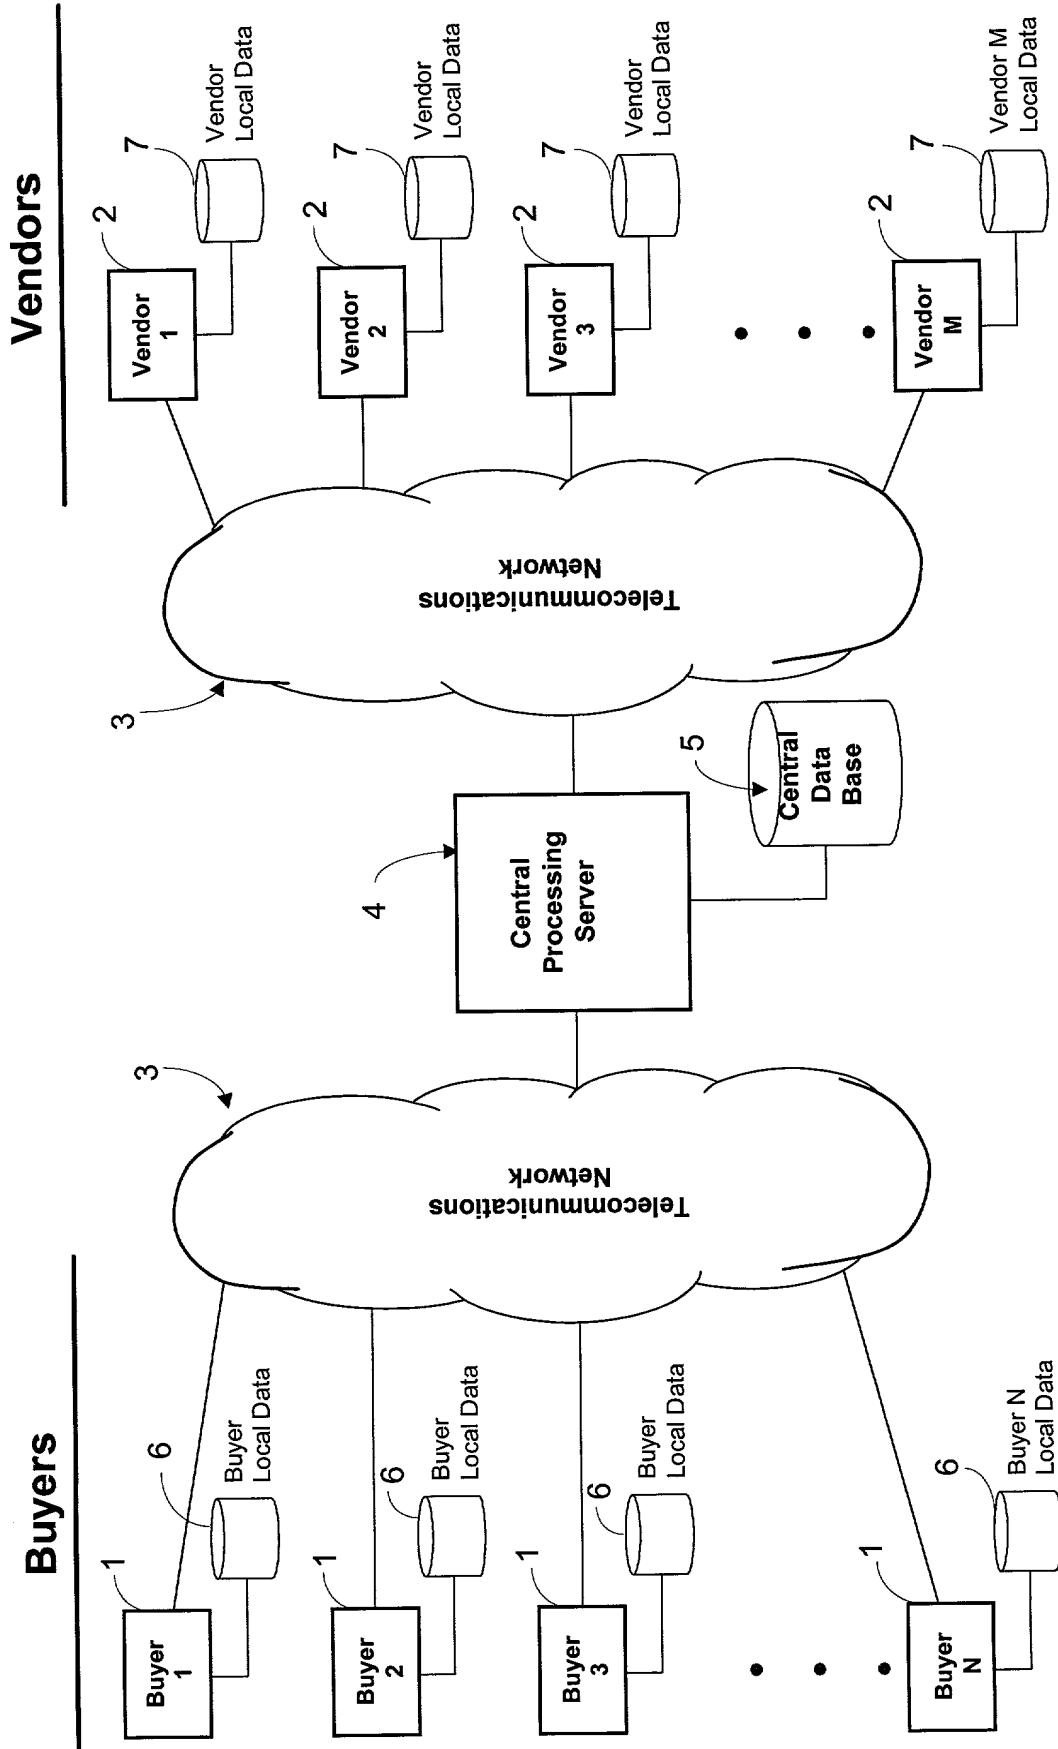 Buyers
Vendors
1
Buyer
1
6
Buyer
Local Data
1
Buyer
2
6
Buyer
Local Data
1
Buyer
3
6
Buyer
Local Data
1
Buyer
N
6
Buyer N
Local Data
3
Telecommunications
Network
4
Central
Processing
Server
5
Central
Data
Base
3
Telecommunications
Network
2
Vendor
1
7
Vendor
Local Data
2
Vendor
2
7
Vendor
Local Data
2
Vendor
3
7
Vendor
Local Data
2
Vendor
M
7
Vendor M
Local Data